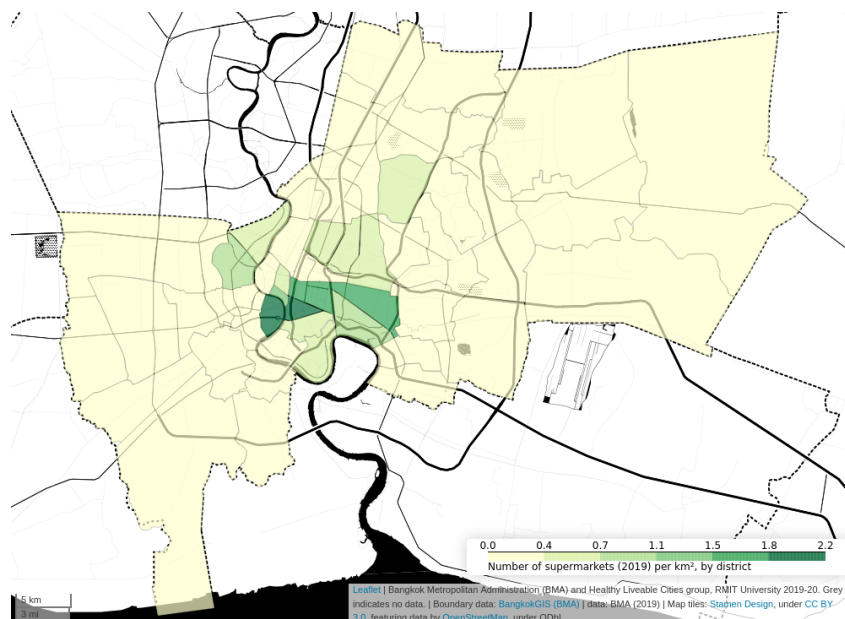 5 km
3 mi
0.0 0.4 0.7 1.1 1.5 1.8 2.2
Number of supermarkets (2019) per km², by district
Leaflet | Bangkok Metropolitan Administration (BMA) and Healthy Liveable Cities group, RMIT University 2019-20. Grey
indicates no data. | Boundary data: BangkokGIS (BMA) | data: BMA (2019) | Map tiles: Stamen Design, under CC BY
3.0, featuring data by OpenStreetMap, under ODbL